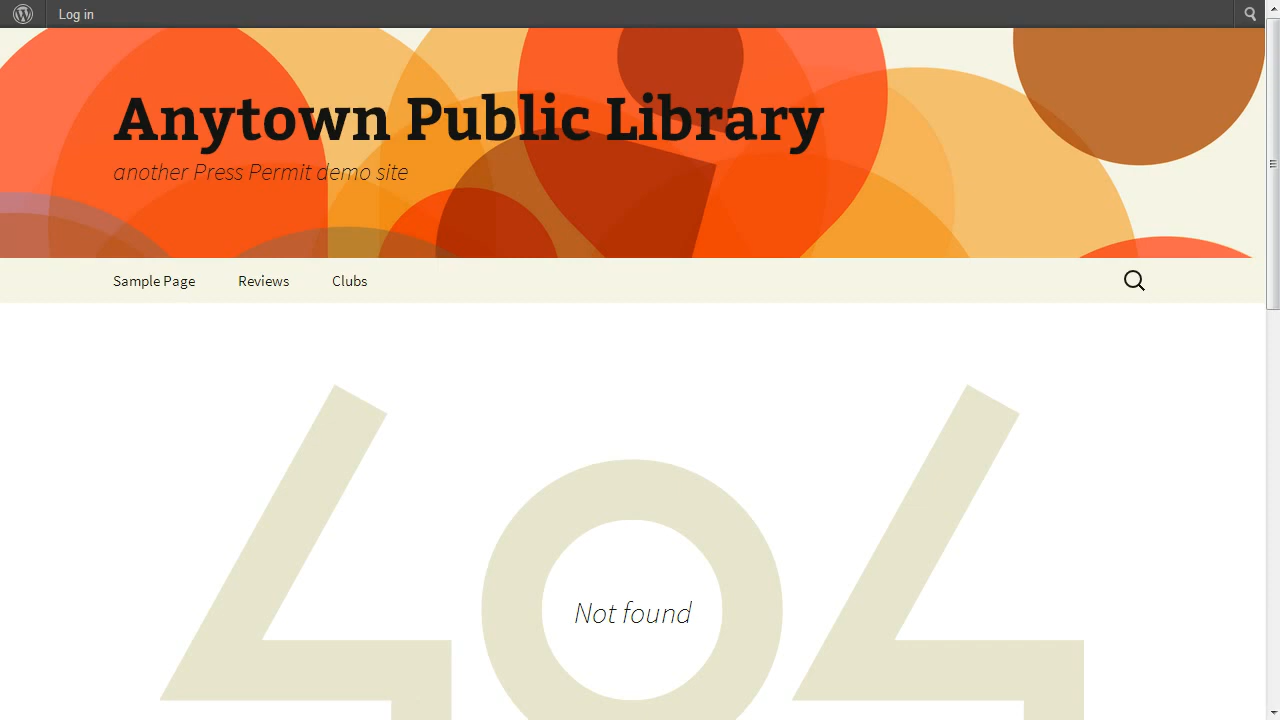 Log in
Anytown Public Library
another Press Permit demo site
Sample Page Reviews Clubs
404
Not found